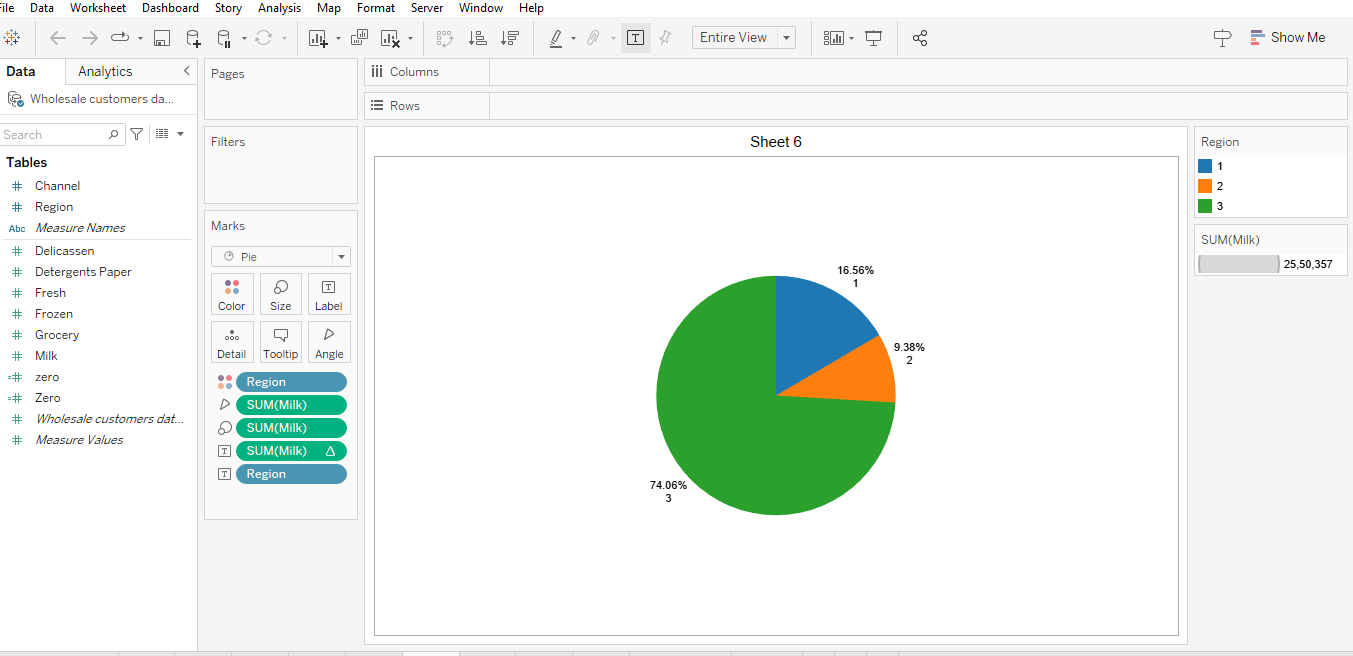 File Data Worksheet Dashboard Story Analysis Map Format Server Window Help
Entire View
Show Me
Data Analytics
Wholesale customers da...
Search
Tables
# Channel
# Region
Abc Measure Names
# Delicassen
# Detergents Paper
# Fresh
# Frozen
# Grocery
# Milk
=# zero
=# Zero
# Wholesale customers dat...
# Measure Values
Pages
Filters
Marks
Pie
Color Size Label
Detail Tooltip Angle
Region
SUM(Milk)
SUM(Milk)
T SUM(Milk) Δ
T Region
Columns
Rows
Sheet 6
16.56%
1
9.38%
2
74.06%
3
Region
1
2
3
SUM(Milk)
25,50,357